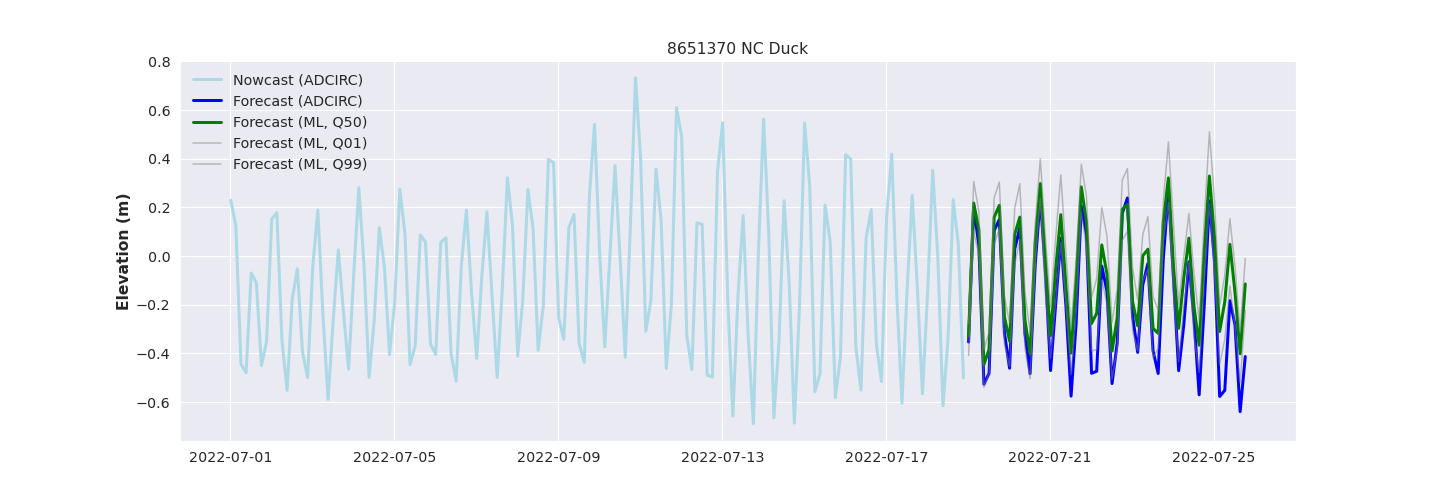 8651370 NC Duck
Nowcast (ADCIRC)
Forecast (ADCIRC)
Forecast (ML, Q50)
Forecast (ML, Q01)
Forecast (ML, Q99)
Elevation (m)
0.8
0.6
0.4
0.2
0.0
−0.2
−0.4
−0.6
2022-07-01 2022-07-05 2022-07-09 2022-07-13 2022-07-17 2022-07-21 2022-07-25